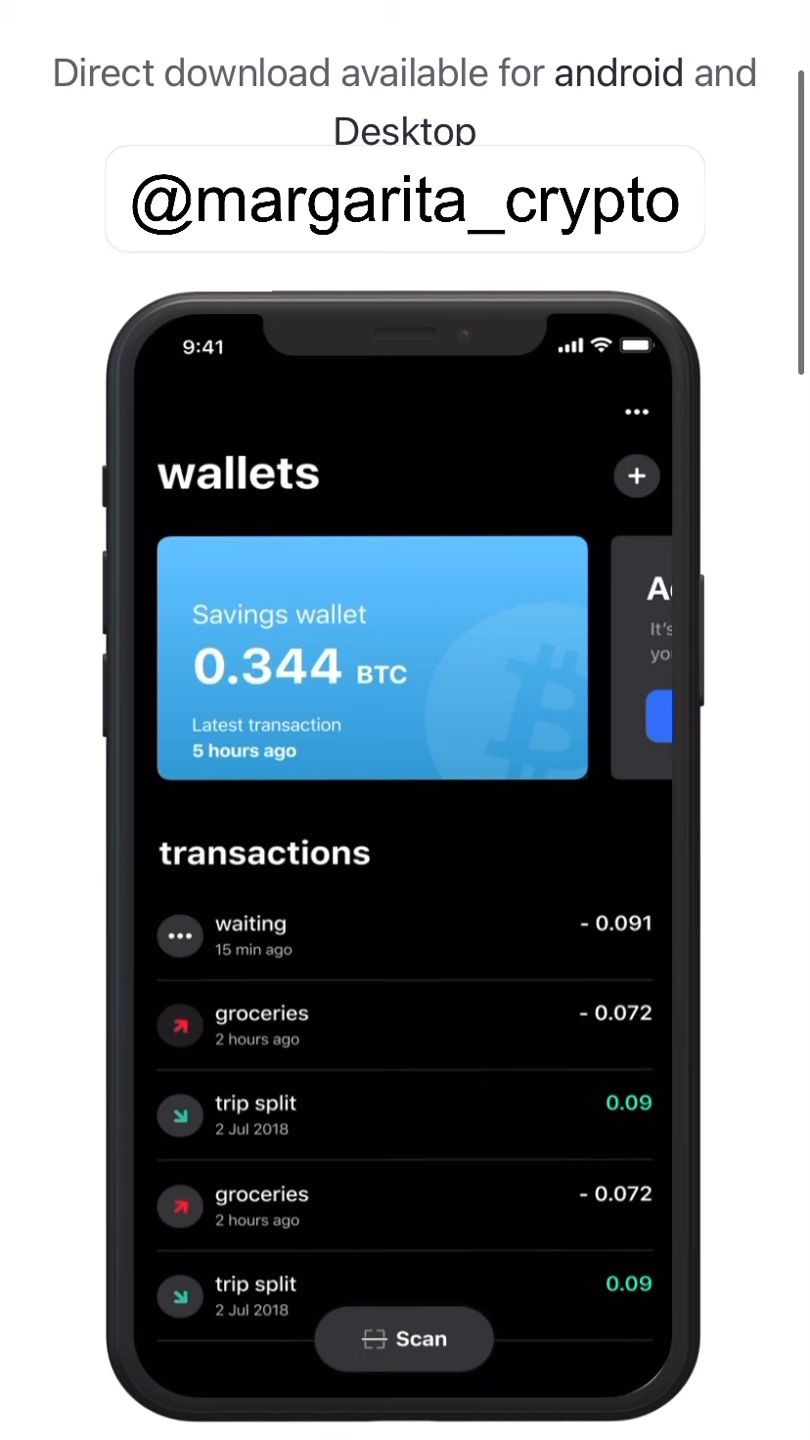 Direct download available for android and
Desktop
@margarita_crypto
9:41
wallets
Savings wallet
0.344 BTC
Latest transaction
5 hours ago
It's
transactions
waiting - 0.091
15 min ago
groceries - 0.072
2 hours ago
trip split 0.09
2 Jul 2018
groceries - 0.072
2 hours ago
trip split 0.09
2 Jul 2018
Scan